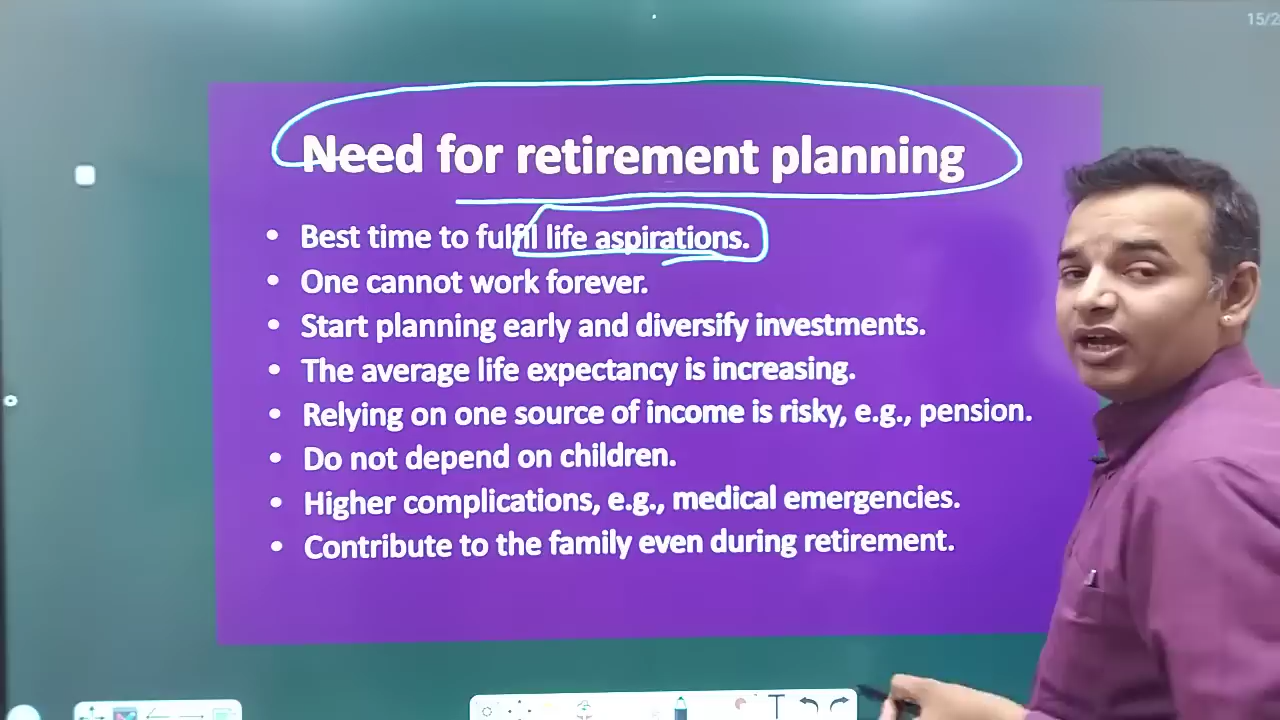 15/2
Need for retirement planning
• Best time to fulfil life aspirations.
• One cannot work forever.
• Start planning early and diversify investments.
• The average life expectancy is increasing.
• Relying on one source of income is risky, e.g., pension.
• Do not depend on children.
• Higher complications, e.g., medical emergencies.
• Contribute to the family even during retirement.
T